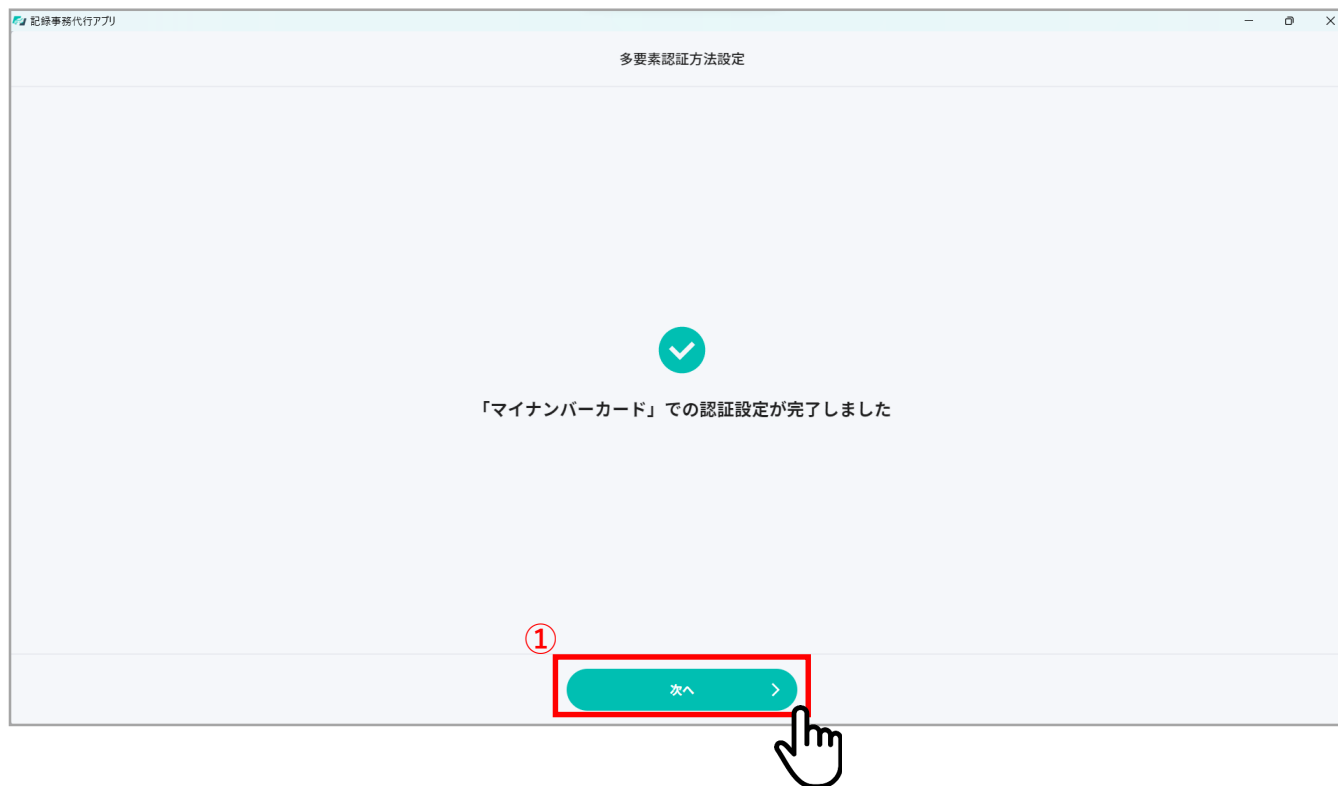 記録事務代行アプリ
多要素認証方法設定
「マイナンバーカード」での認証設定が完了しました
①
次へ